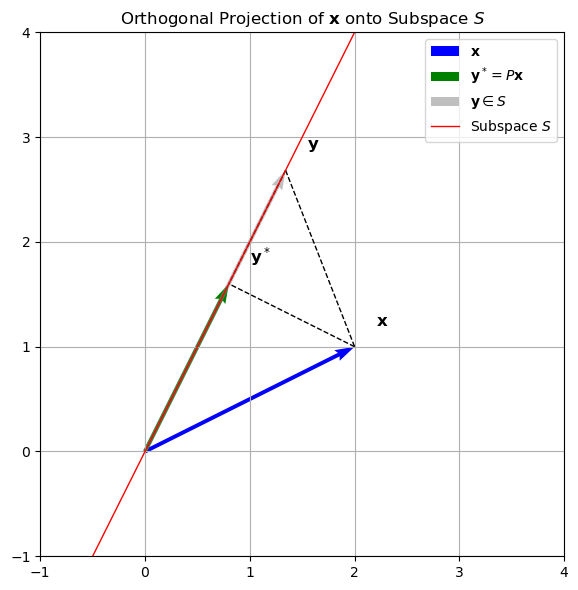 Orthogonal Projection of x onto Subspace S
x
y* = Px
y ∈ S
Subspace S
4
3
2
1
0
−1
y
y*
x
−1 0 1 2 3 4